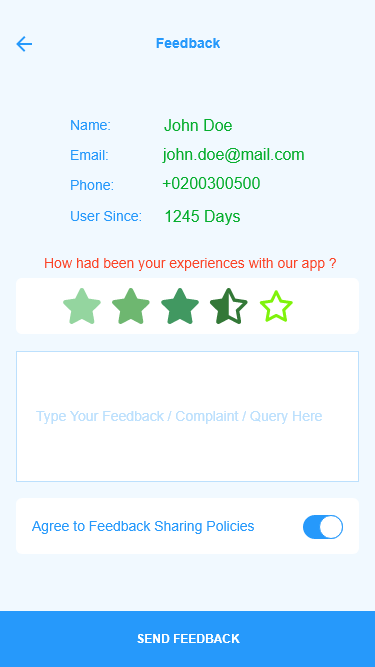 Feedback
Name: John Doe
Email: john.doe@mail.com
Phone: +0200300500
User Since: 1245 Days
How had been your experiences with our app ?
Type Your Feedback / Complaint / Query Here
Agree to Feedback Sharing Policies
SEND FEEDBACK